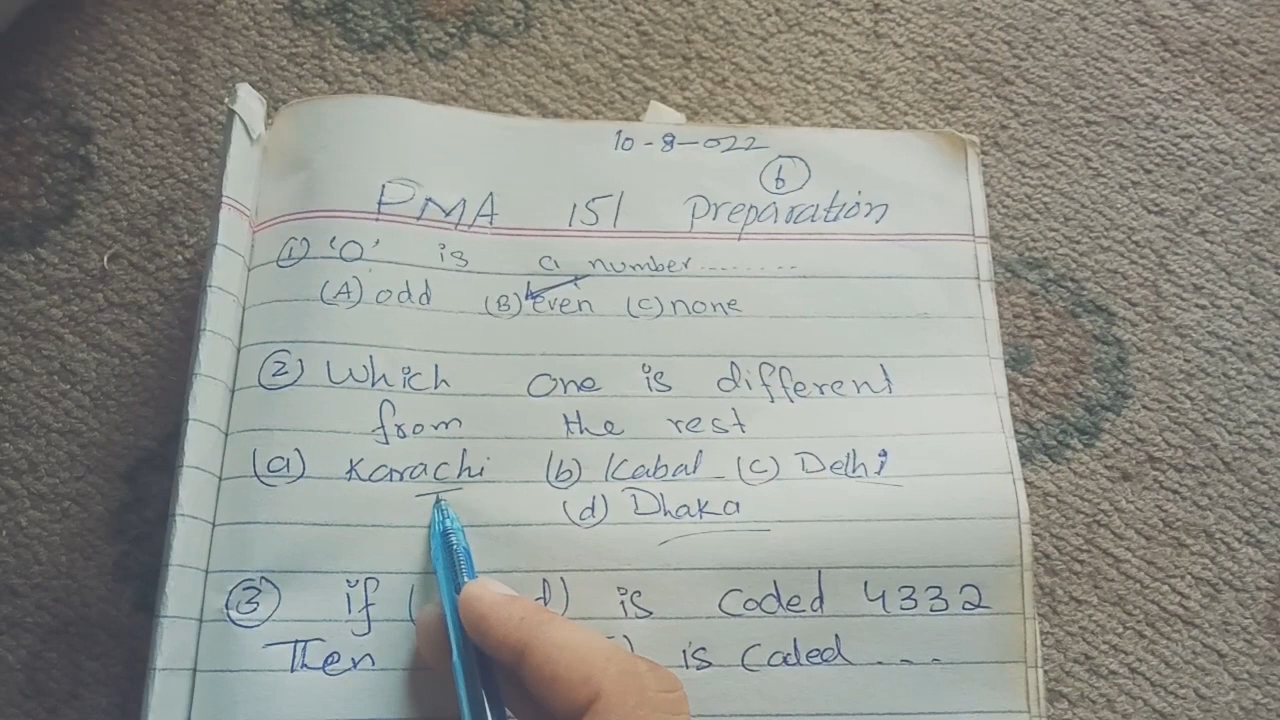 10-8-022
6
PMA 151 Preparation
① '0' is a number........
(A) odd (B) even (C) none
② Which one is different
from the rest
(a) Karachi (b) Kabal (c) Delhi
(d) Dhaka
③ if ( d) is coded 4332
Then ) is Coded....